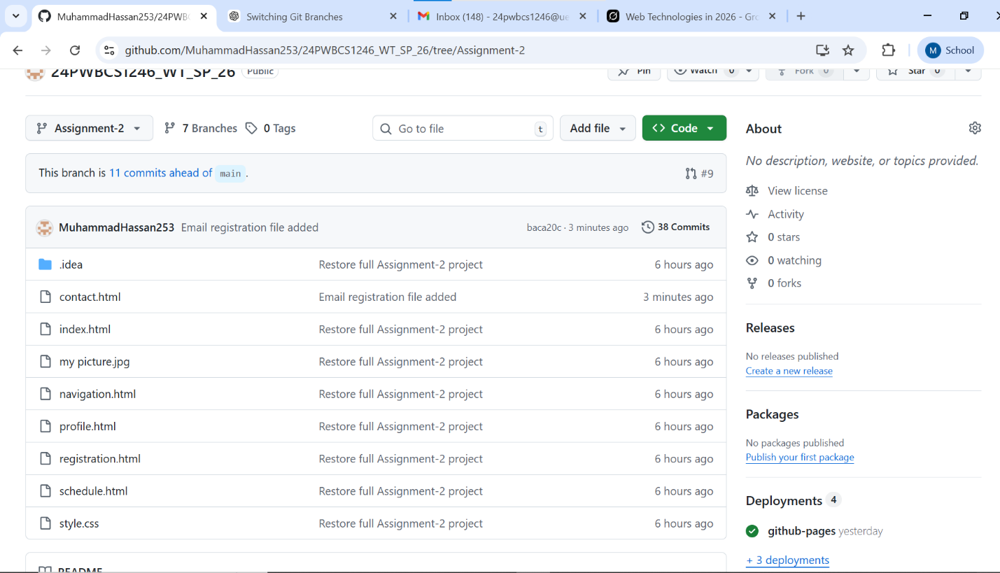 MuhammadHassan253/24PWBC
Switching Git Branches
Inbox (148) - 24pwbcs1246@ue
Web Technologies in 2026 - Gro
github.com/MuhammadHassan253/24PWBCS1246_WT_SP_26/tree/Assignment-2
M School
24PWBCS1246_WT_SP_26 Public
Pin Watch 0 Fork 0 Star 0
Assignment-2 7 Branches 0 Tags
Go to file t Add file <> Code
This branch is 11 commits ahead of main .
#9
MuhammadHassan253 Email registration file added baca20c · 3 minutes ago 38 Commits
.idea Restore full Assignment-2 project 6 hours ago
contact.html Email registration file added 3 minutes ago
index.html Restore full Assignment-2 project 6 hours ago
my picture.jpg Restore full Assignment-2 project 6 hours ago
navigation.html Restore full Assignment-2 project 6 hours ago
profile.html Restore full Assignment-2 project 6 hours ago
registration.html Restore full Assignment-2 project 6 hours ago
schedule.html Restore full Assignment-2 project 6 hours ago
style.css Restore full Assignment-2 project 6 hours ago
README
About
No description, website, or topics provided.
View license
Activity
0 stars
0 watching
0 forks
Releases
No releases published
Create a new release
Packages
No packages published
Publish your first package
Deployments 4
github-pages yesterday
+ 3 deployments